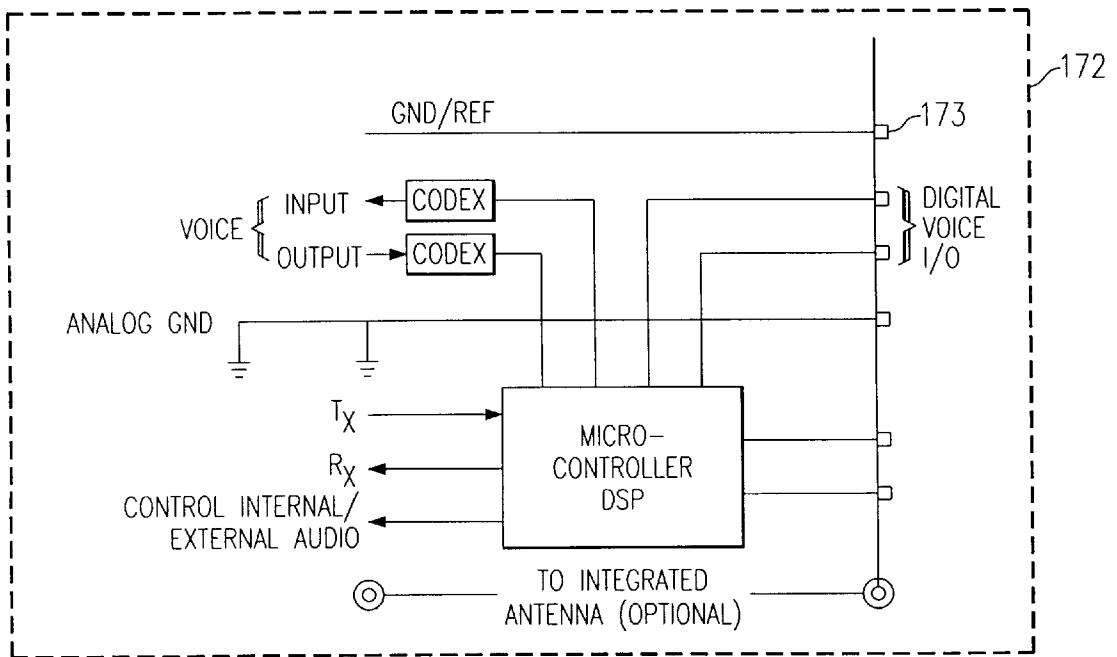 172
GND/REF
173
VOICE
INPUT
CODEX
OUTPUT
CODEX
DIGITAL
VOICE
I/O
ANALOG GND
TX
RX
CONTROL INTERNAL/
EXTERNAL AUDIO
MICRO-
CONTROLLER
DSP
TO INTEGRATED
ANTENNA (OPTIONAL)